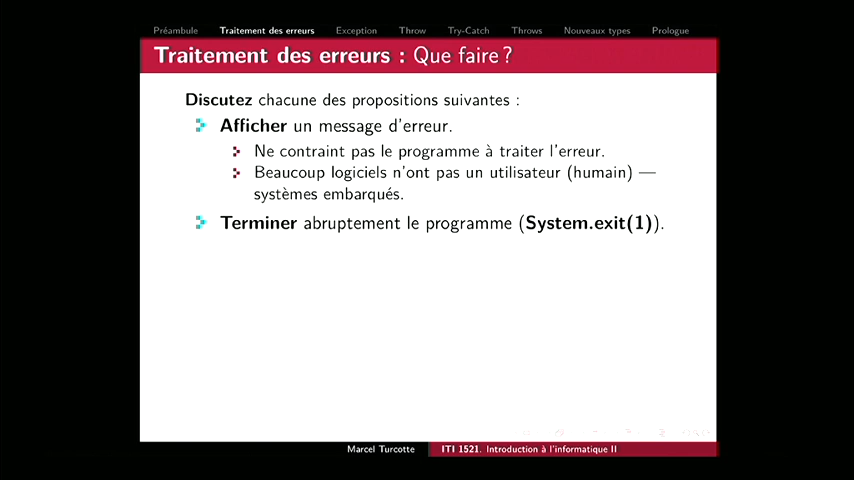 Préambule Traitement des erreurs Exception Throw Try-Catch Throws Nouveaux types Prologue
Traitement des erreurs : Que faire ?
Discutez chacune des propositions suivantes :
Afficher un message d'erreur.
Ne contraint pas le programme à traiter l'erreur.
Beaucoup logiciels n'ont pas un utilisateur (humain) —
systèmes embarqués.
Terminer abruptement le programme (System.exit(1)).
Marcel Turcotte ITI 1521. Introduction à l'informatique II